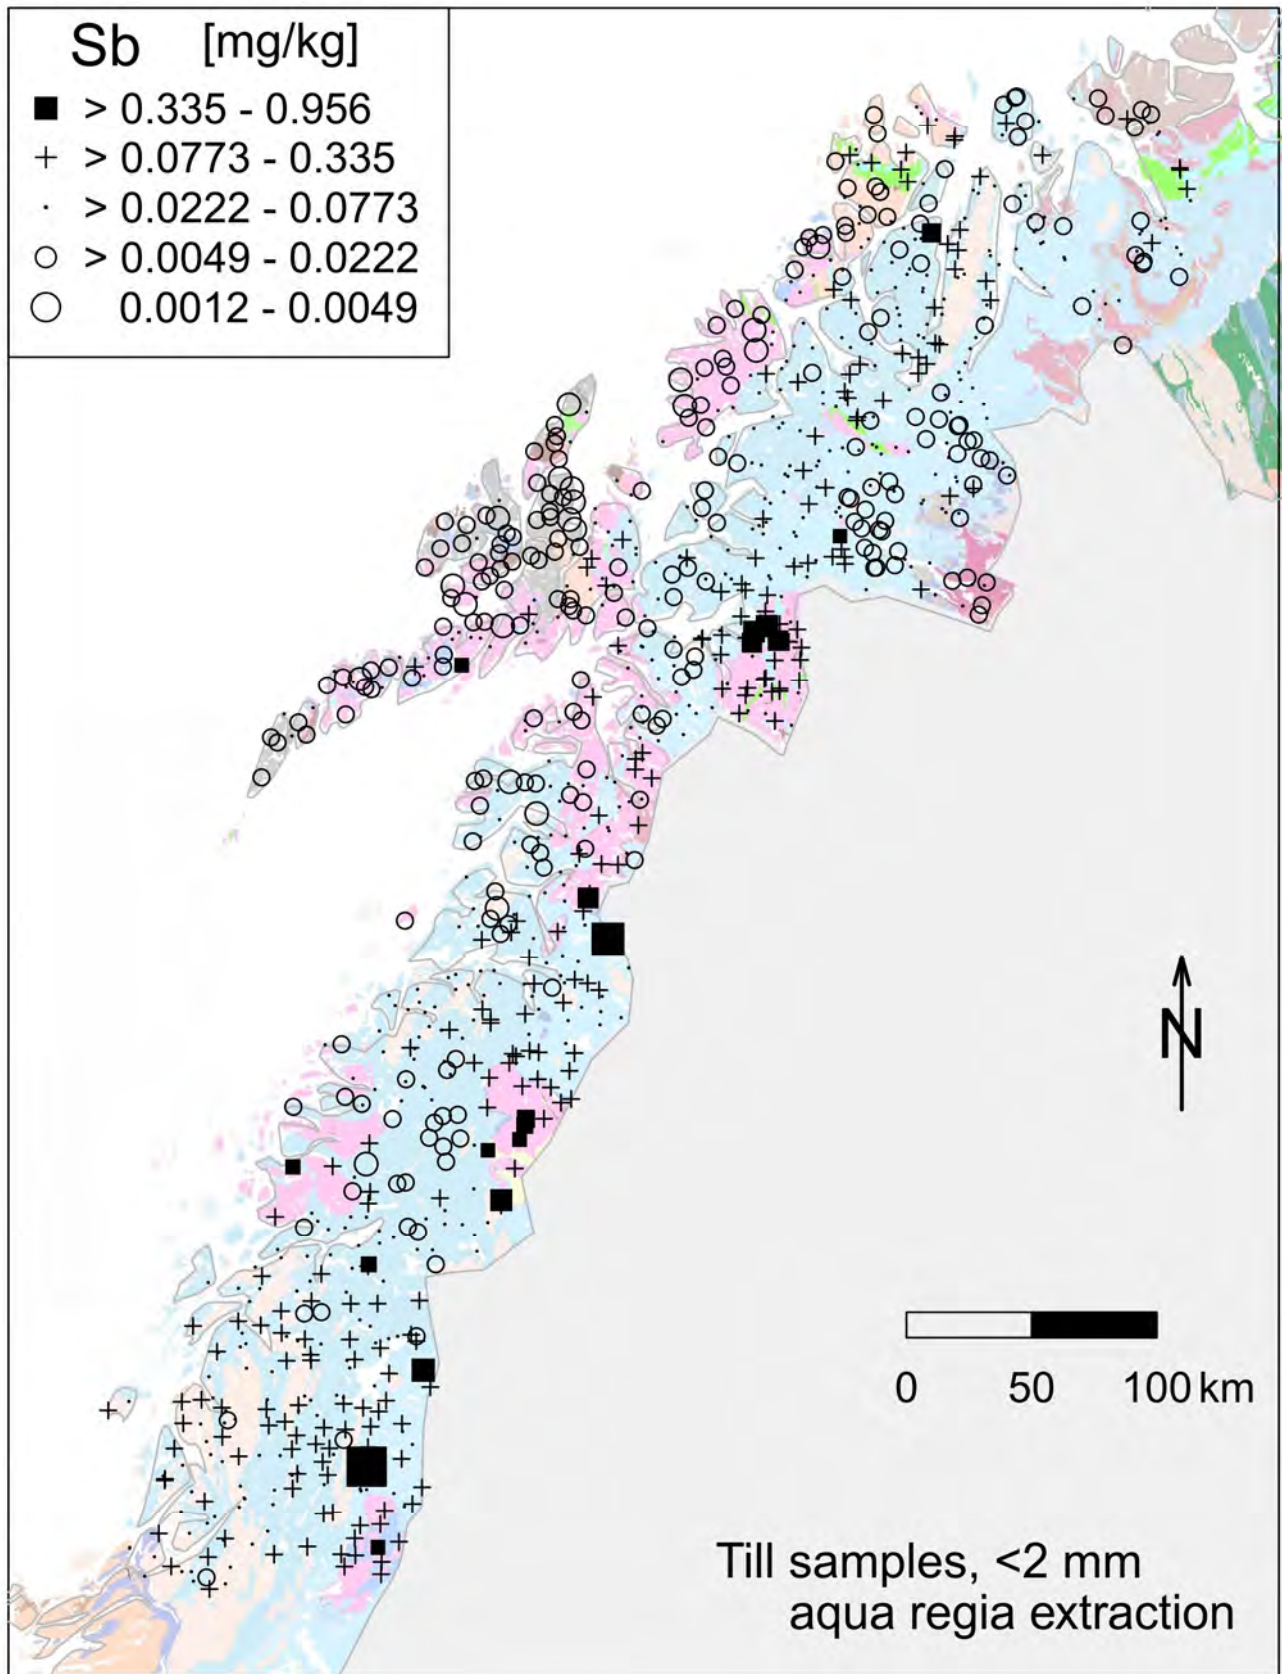 Sb [mg/kg]
> 0.335 - 0.956
> 0.0773 - 0.335
> 0.0222 - 0.0773
> 0.0049 - 0.0222
0.0012 - 0.0049
N
0 50 100 km
Till samples, <2 mm
aqua regia extraction